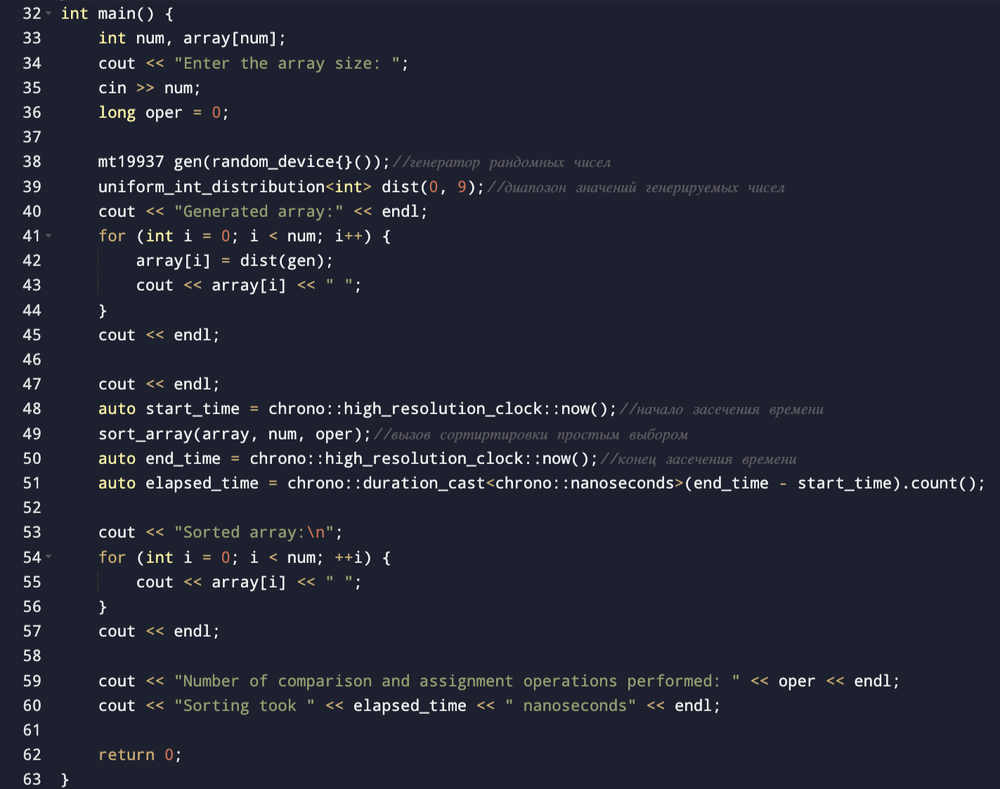 32 int main() {
33 int num, array[num];
34 cout << "Enter the array size: ";
35 cin >> num;
36 long oper = 0;
37
38 mt19937 gen(random_device{}());//генератор рандомных чисел
39 uniform_int_distribution<int> dist(0, 9);//диапозон значений генерируемых чисел
40 cout << "Generated array:" << endl;
41 for (int i = 0; i < num; i++) {
42 array[i] = dist(gen);
43 cout << array[i] << " ";
44 }
45 cout << endl;
46
47 cout << endl;
48 auto start_time = chrono::high_resolution_clock::now();//начало засечения времени
49 sort_array(array, num, oper);//вызов сортиртировки простым выбором
50 auto end_time = chrono::high_resolution_clock::now();//конец засечения времени
51 auto elapsed_time = chrono::duration_cast<chrono::nanoseconds>(end_time - start_time).count();
52
53 cout << "Sorted array:\n";
54 for (int i = 0; i < num; ++i) {
55 cout << array[i] << " ";
56 }
57 cout << endl;
58
59 cout << "Number of comparison and assignment operations performed: " << oper << endl;
60 cout << "Sorting took " << elapsed_time << " nanoseconds" << endl;
61
62 return 0;
63 }